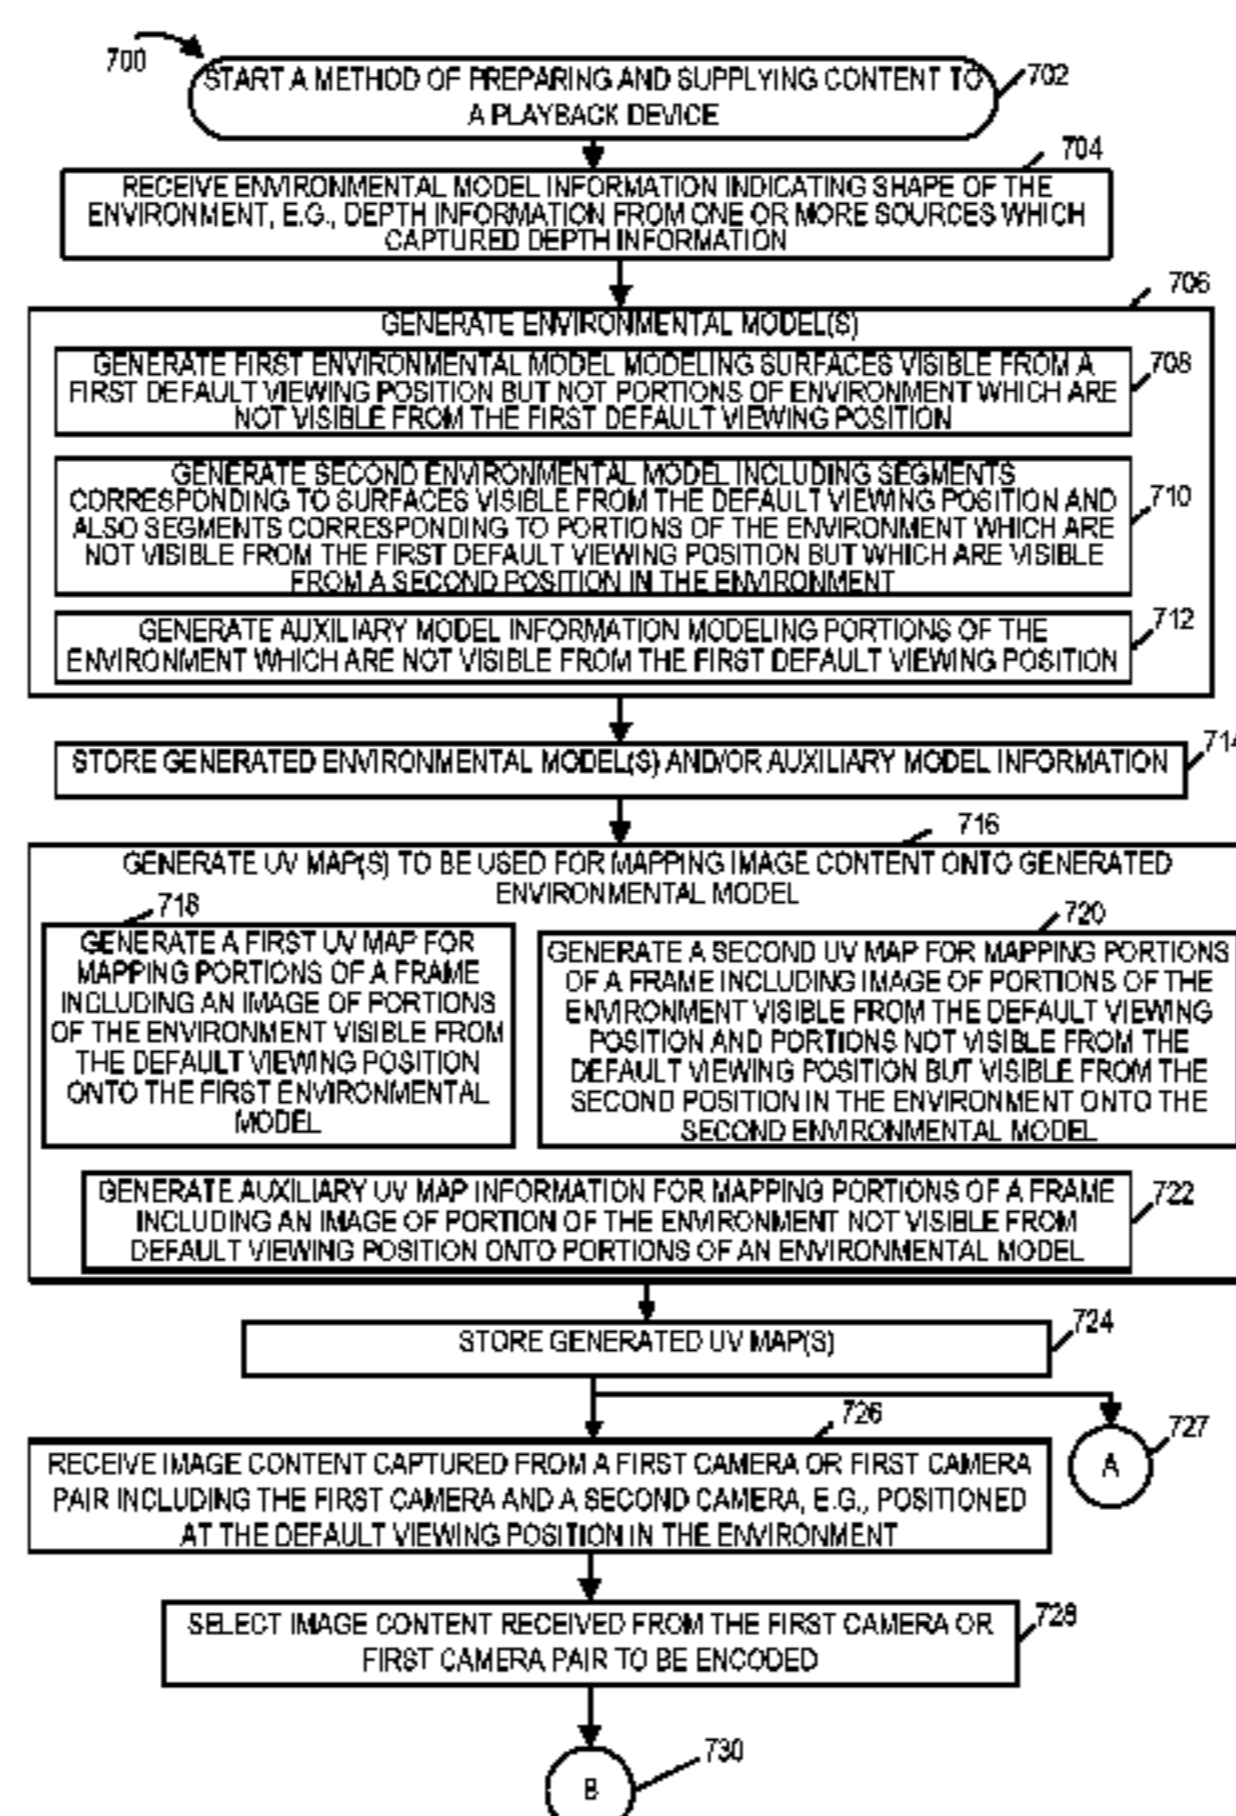 700
START A METHOD OF PREPARING AND SUPPLYING CONTENT TO
A PLAYBACK DEVICE
702
704
RECEIVE ENVIRONMENTAL MODEL INFORMATION INDICATING SHAPE OF THE
ENVIRONMENT, E.G., DEPTH INFORMATION FROM ONE OR MORE SOURCES WHICH
CAPTURED DEPTH INFORMATION
706
GENERATE ENVIRONMENTAL MODEL(S)
GENERATE FIRST ENVIRONMENTAL MODEL MODELING SURFACES VISIBLE FROM A
FIRST DEFAULT VIEWING POSITION BUT NOT PORTIONS OF ENVIRONMENT WHICH ARE
NOT VISIBLE FROM THE FIRST DEFAULT VIEWING POSITION
708
GENERATE SECOND ENVIRONMENTAL MODEL INCLUDING SEGMENTS
CORRESPONDING TO SURFACES VISIBLE FROM THE DEFAULT VIEWING POSITION AND
ALSO SEGMENTS CORRESPONDING TO PORTIONS OF THE ENVIRONMENT WHICH ARE
NOT VISIBLE FROM THE FIRST DEFAULT VIEWING POSITION BUT WHICH ARE VISIBLE
FROM A SECOND POSITION IN THE ENVIRONMENT
710
GENERATE AUXILIARY MODEL INFORMATION MODELING PORTIONS OF THE
ENVIRONMENT WHICH ARE NOT VISIBLE FROM THE FIRST DEFAULT VIEWING POSITION
712
STORE GENERATED ENVIRONMENTAL MODEL(S) AND/OR AUXILIARY MODEL INFORMATION
714
716
GENERATE UV MAP(S) TO BE USED FOR MAPPING IMAGE CONTENT ONTO GENERATED
ENVIRONMENTAL MODEL
718
GENERATE A FIRST UV MAP FOR
MAPPING PORTIONS OF A FRAME
INCLUDING AN IMAGE OF PORTIONS
OF THE ENVIRONMENT VISIBLE FROM
THE DEFAULT VIEWING POSITION
ONTO THE FIRST ENVIRONMENTAL
MODEL
720
GENERATE A SECOND UV MAP FOR MAPPING PORTIONS
OF A FRAME INCLUDING IMAGE OF PORTIONS OF THE
ENVIRONMENT VISIBLE FROM THE DEFAULT VIEWING
POSITION AND PORTIONS NOT VISIBLE FROM THE
DEFAULT VIEWING POSITION BUT VISIBLE FROM THE
SECOND POSITION IN THE ENVIRONMENT ONTO THE
SECOND ENVIRONMENTAL MODEL
GENERATE AUXILIARY UV MAP INFORMATION FOR MAPPING PORTIONS OF A FRAME
INCLUDING AN IMAGE OF PORTION OF THE ENVIRONMENT NOT VISIBLE FROM
DEFAULT VIEWING POSITION ONTO PORTIONS OF AN ENVIRONMENTAL MODEL
722
STORE GENERATED UV MAP(S)
724
726
RECEIVE IMAGE CONTENT CAPTURED FROM A FIRST CAMERA OR FIRST CAMERA
PAIR INCLUDING THE FIRST CAMERA AND A SECOND CAMERA, E.G., POSITIONED
AT THE DEFAULT VIEWING POSITION IN THE ENVIRONMENT
A
727
SELECT IMAGE CONTENT RECEIVED FROM THE FIRST CAMERA OR
FIRST CAMERA PAIR TO BE ENCODED
728
B
730